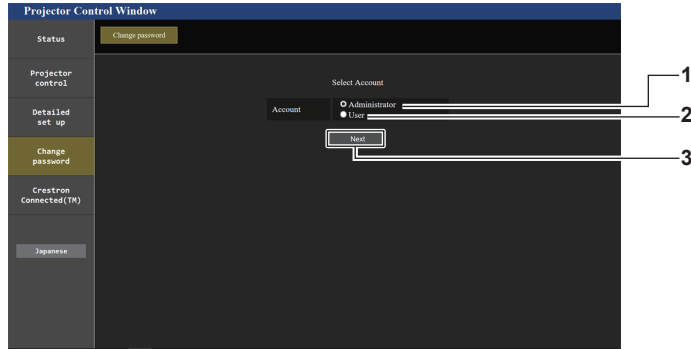 Projector Control Window
Status
Change password
Projector
control
Select Account
1
Account
Administrator
User
2
Detailed
set up
Next
3
Change
password
Crestron
Connected(TM)
Japanese